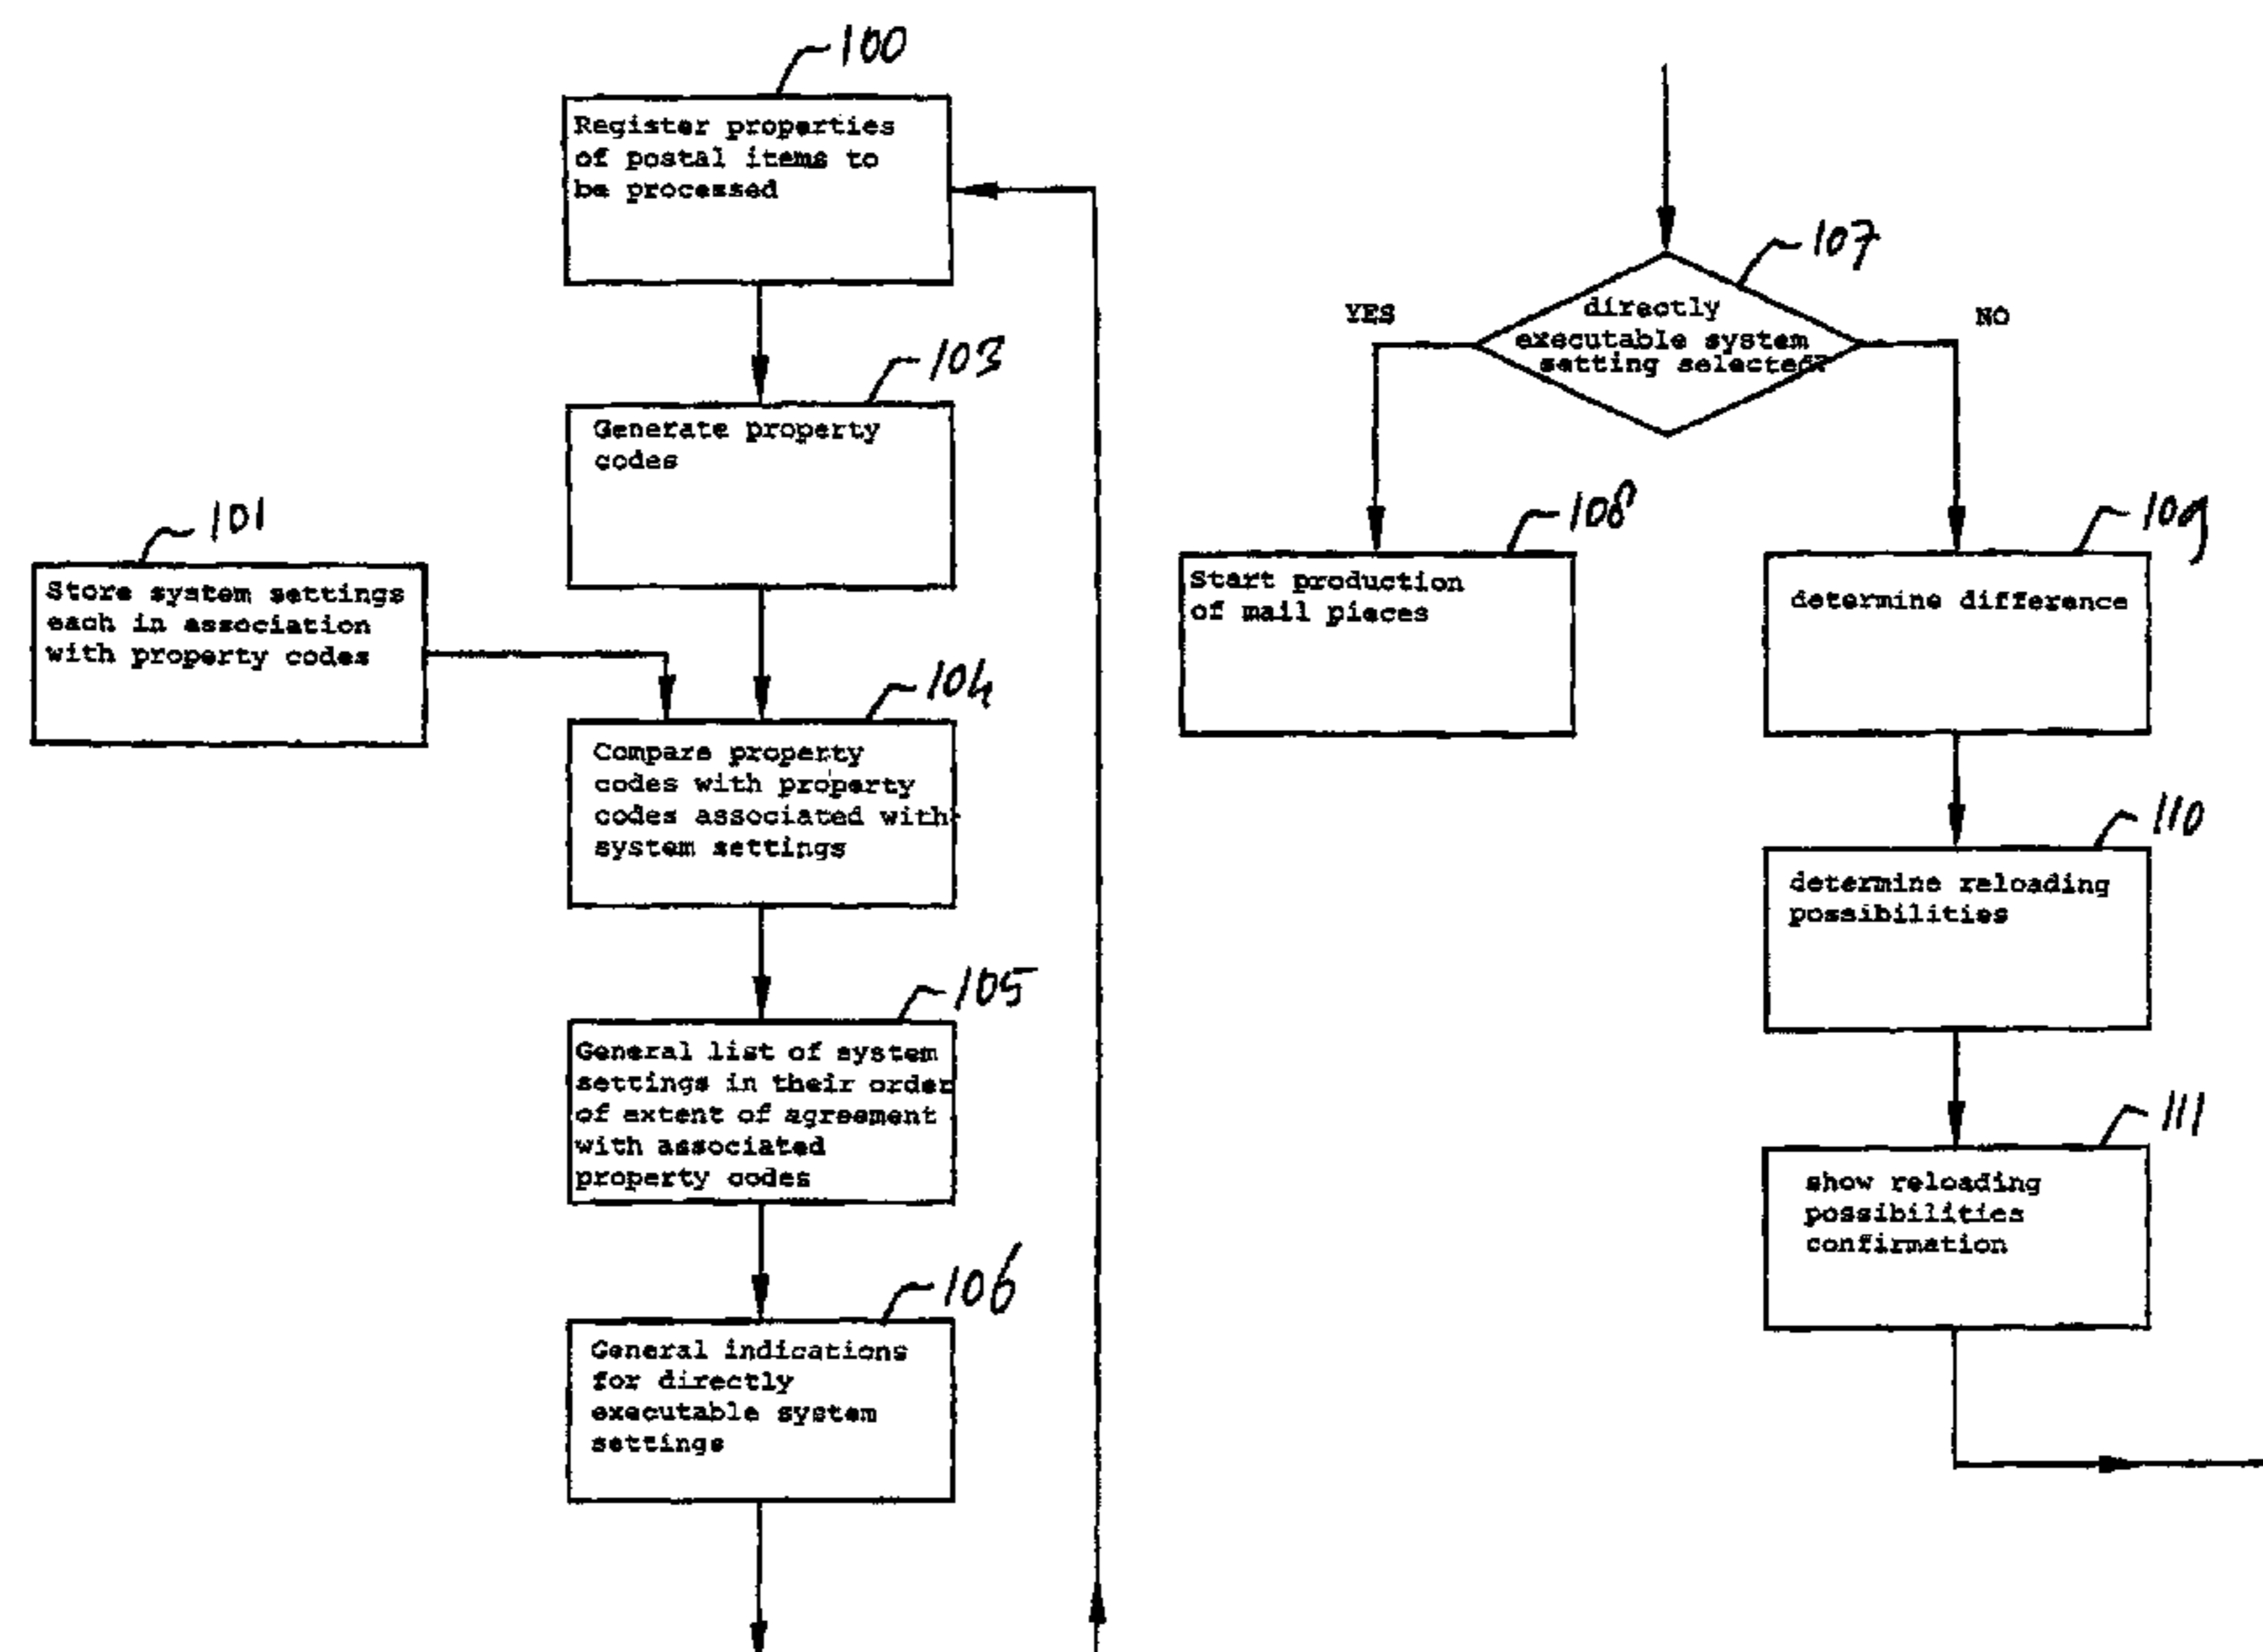 100
Register properties
of postal items to
be processed
103
Generate property
codes
101
Store system settings
each in association
with property codes
104
Compare property
codes with property
codes associated with
system settings
105
General list of system
settings in their order
of extent of agreement
with associated
property codes
106
General indications
for directly
executable system
settings
107
YES
directly
executable system
setting selected?
NO
108
Start production
of mail pieces
109
determine difference
110
determine reloading
possibilities
111
show reloading
possibilities
confirmation